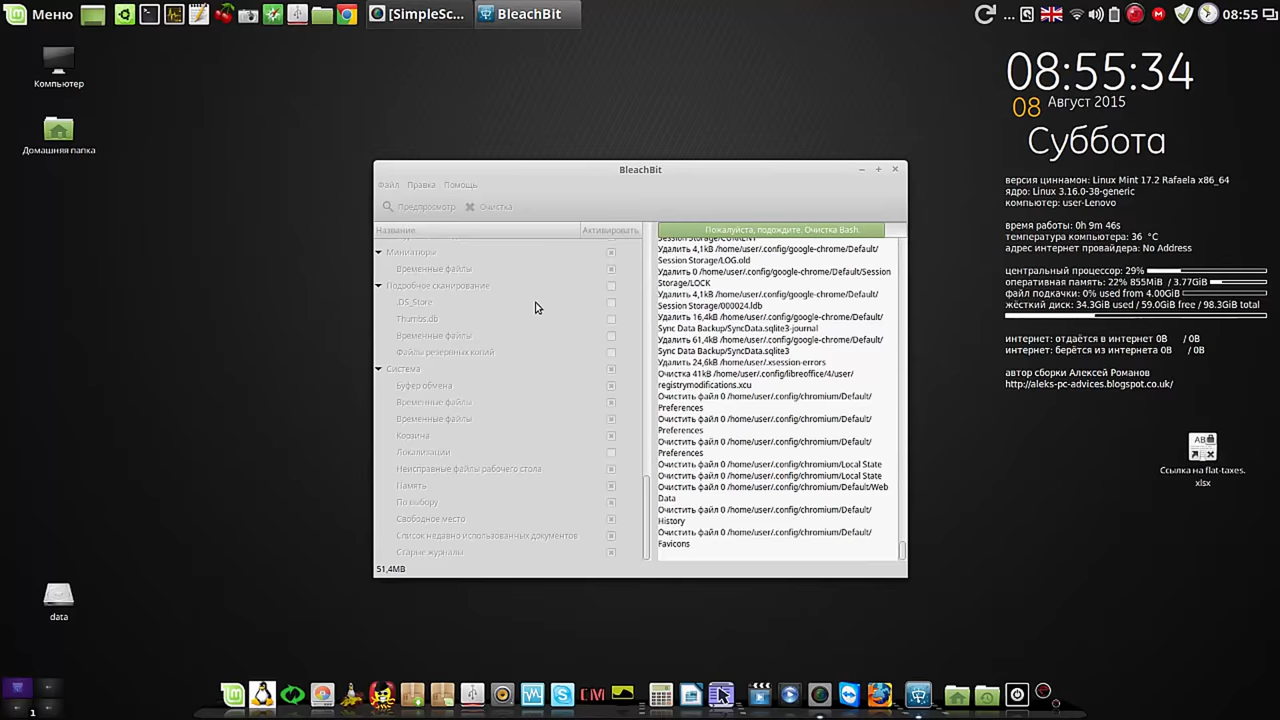 Меню
[SimpleSc...
BleachBit
...
08:55
Компьютер
Домашняя папка
data
08:55:34
08 Август 2015
Суббота
версия циннамон: Linux Mint 17.2 Rafaela x86_64
ядро: Linux 3.16.0-38-generic
компьютер: user-Lenovo
время работы: 0h 9m 46s
температура компьютера: 36 °C
адрес интернет провайдера: No Address
центральный процессор: 29%
оперативная память: 22% 855MiB / 3.77GiB
файл подкачки: 0% used from 4.00GiB
жёсткий диск: 34.3GiB used / 59.0GiB free / 98.3GiB total
интернет: отдаётся в интернет 0B / 0B
интернет: берётся из интернета 0B / 0B
автор сборки Алексей Романов
http://aleks-pc-advices.blogspot.co.uk/
Ссылка на flat-taxes.
xlsx
BleachBit
Файл Правка Помощь
Предпросмотр Очистка
Название Активировать
Миниатюры
Временные файлы
Подробное сканирование
.DS_Store
Thumbs.db
Временные файлы
Файлы резервных копий
Система
Буфер обмена
Временные файлы
Временные файлы
Корзина
Локализации
Неисправные файлы рабочего стола
Память
По выбору
Свободное место
Список недавно использованных документов
Старые журналы
51,4MB
Пожалуйста, подождите. Очистка Bash.
Session Storage/CURRENT
Удалить 4,1kB /home/user/.config/google-chrome/Default/
Session Storage/LOG.old
Удалить 0 /home/user/.config/google-chrome/Default/Session
Storage/LOCK
Удалить 4,1kB /home/user/.config/google-chrome/Default/
Session Storage/000024.ldb
Удалить 16,4kB /home/user/.config/google-chrome/Default/
Sync Data Backup/SyncData.sqlite3-journal
Удалить 61,4kB /home/user/.config/google-chrome/Default/
Sync Data Backup/SyncData.sqlite3
Удалить 24,6kB /home/user/.xsession-errors
Очистка 41kB /home/user/.config/libreoffice/4/user/
registrymodifications.xcu
Очистить файл 0 /home/user/.config/chromium/Default/
Preferences
Очистить файл 0 /home/user/.config/chromium/Default/
Preferences
Очистить файл 0 /home/user/.config/chromium/Default/
Preferences
Очистить файл 0 /home/user/.config/chromium/Local State
Очистить файл 0 /home/user/.config/chromium/Local State
Очистить файл 0 /home/user/.config/chromium/Default/Web
Data
Очистить файл 0 /home/user/.config/chromium/Default/
History
Очистить файл 0 /home/user/.config/chromium/Default/
Favicons
1